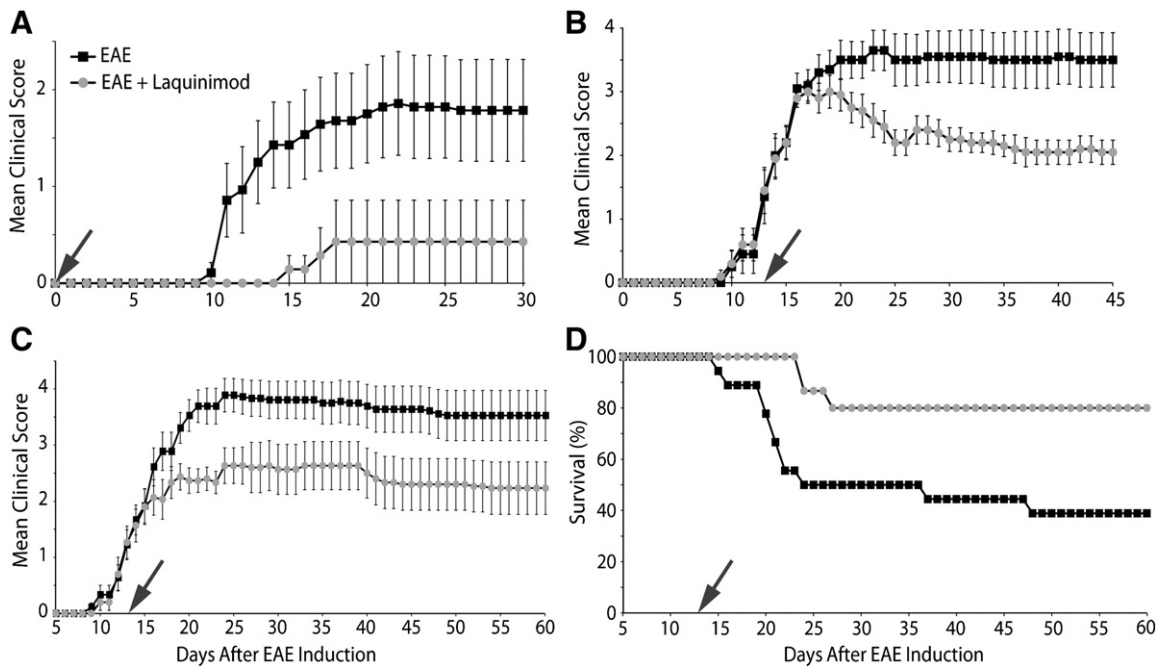 A
EAE
EAE + Laquinimod
Mean Clinical Score
2
1
0
0 5 10 15 20 25 30
B
Mean Clinical Score
4
3
2
1
0
0 5 10 15 20 25 30 35 40 45
C
Mean Clinical Score
4
3
2
1
0
5 10 15 20 25 30 35 40 45 50 55 60
Days After EAE Induction
D
Survival (%)
100
80
60
40
20
0
5 10 15 20 25 30 35 40 45 50 55 60
Days After EAE Induction